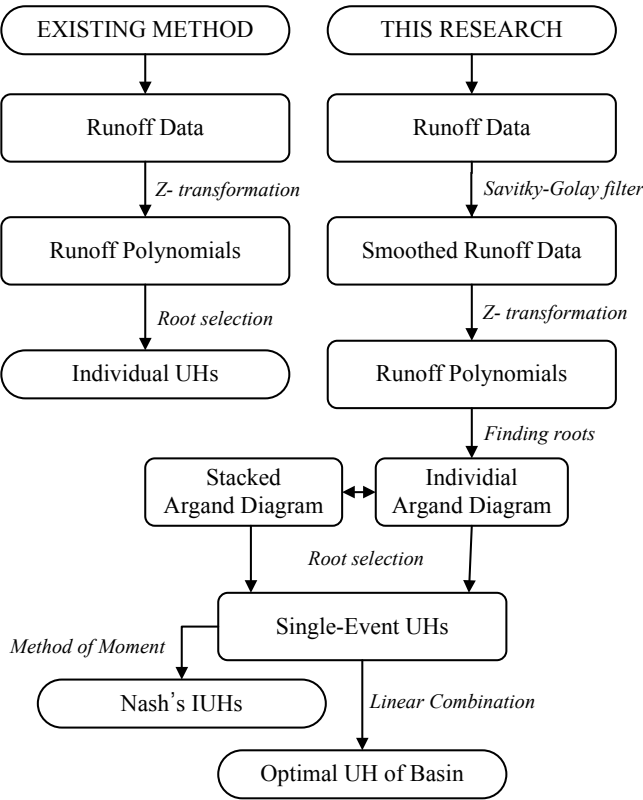 EXISTING METHOD
Runoff Data
Z- transformation
Runoff Polynomials
Root selection
Individual UHs
THIS RESEARCH
Runoff Data
Savitky-Golay filter
Smoothed Runoff Data
Z- transformation
Runoff Polynomials
Finding roots
Stacked
Argand Diagram
Individial
Argand Diagram
Root selection
Single-Event UHs
Method of Moment
Nash's IUHs
Linear Combination
Optimal UH of Basin